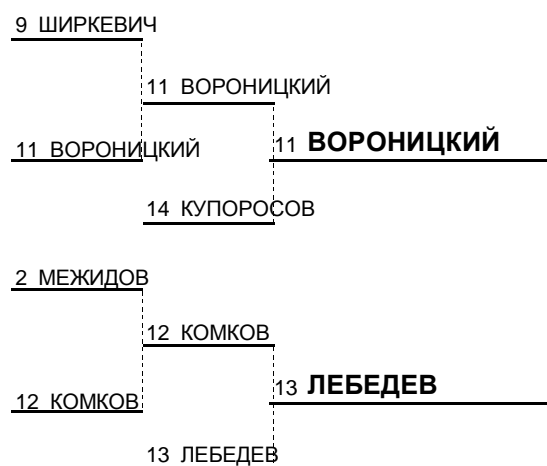 9 ШИРКЕВИЧ
11 ВОРОНИЦКИЙ
11 ВОРОНИЦКИЙ
11 ВОРОНИЦКИЙ
14 КУПОРОСОВ
2 МЕЖИДОВ
12 КОМКОВ
13 ЛЕБЕДЕВ
12 КОМКОВ
13 ЛЕБЕДЕВ